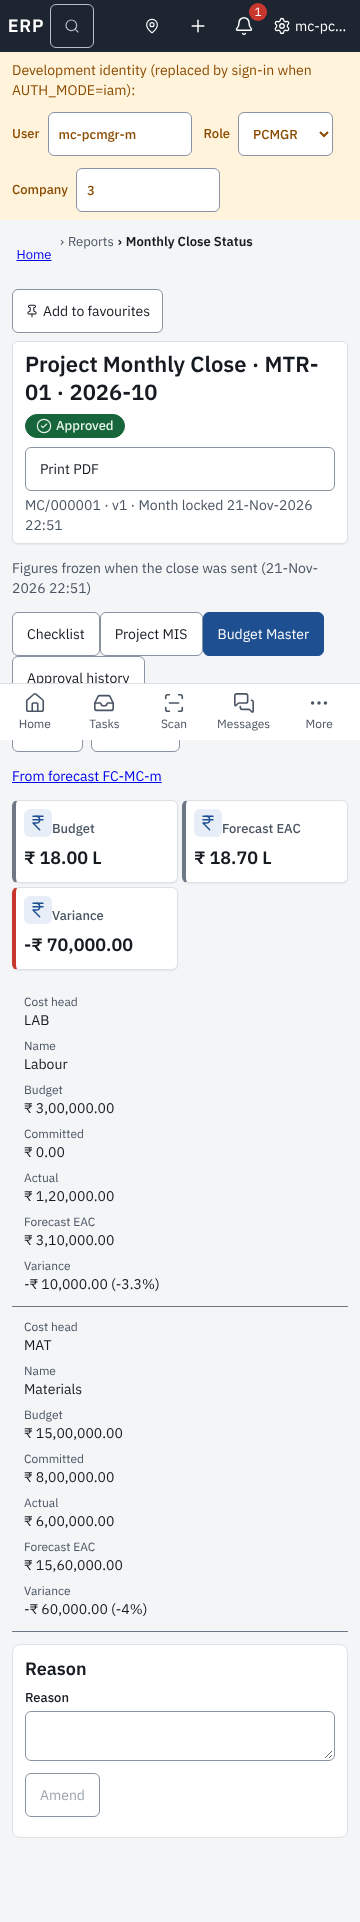 ERP
1
mc-pc...
Development identity (replaced by sign-in when
AUTH_MODE=iam):
User
mc-pcmgr-m
Role
PCMGR
Company
3
Home
› Reports › Monthly Close Status
Add to favourites
Project Monthly Close · MTR-
01 · 2026-10
Approved
Print PDF
MC/000001 · v1 · Month locked 21-Nov-2026
22:51
Figures frozen when the close was sent (21-Nov-
2026 22:51)
Checklist
Project MIS
Budget Master
Approval history
Home
Tasks
Scan
Messages
More
From forecast FC-MC-m
₹ Budget
₹ 18.00 L
₹ Forecast EAC
₹ 18.70 L
₹ Variance
-₹ 70,000.00
Cost head
LAB
Name
Labour
Budget
₹ 3,00,000.00
Committed
₹ 0.00
Actual
₹ 1,20,000.00
Forecast EAC
₹ 3,10,000.00
Variance
-₹ 10,000.00 (-3.3%)
Cost head
MAT
Name
Materials
Budget
₹ 15,00,000.00
Committed
₹ 8,00,000.00
Actual
₹ 6,00,000.00
Forecast EAC
₹ 15,60,000.00
Variance
-₹ 60,000.00 (-4%)
Reason
Reason
Amend